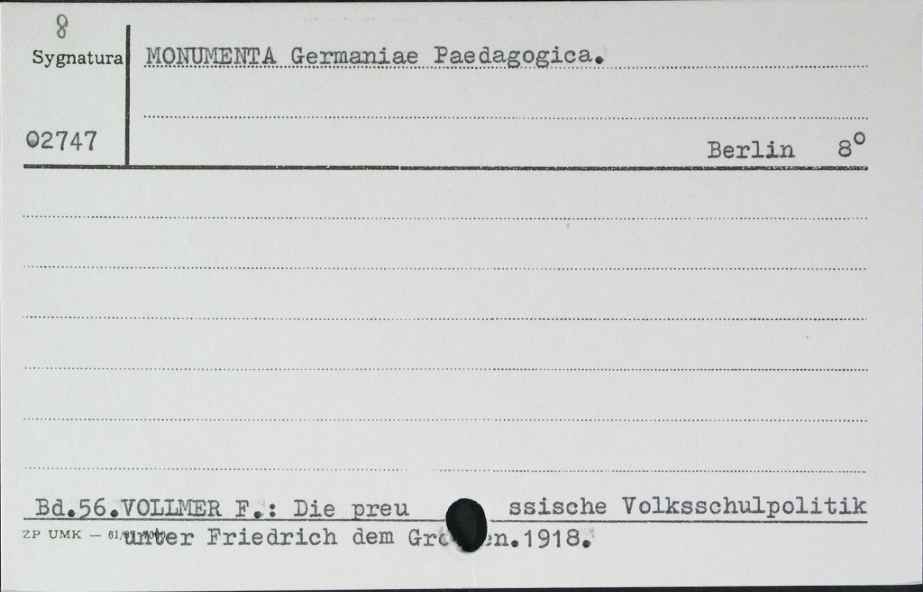 8
Sygnatura
MONUMENTA Germaniae Paedagogica.
02747
Berlin 8°
Bd.56.VOLLMER F.: Die preu ssische Volksschulpolitik
unter Friedrich dem Gro en.1918.
ZP UMK —